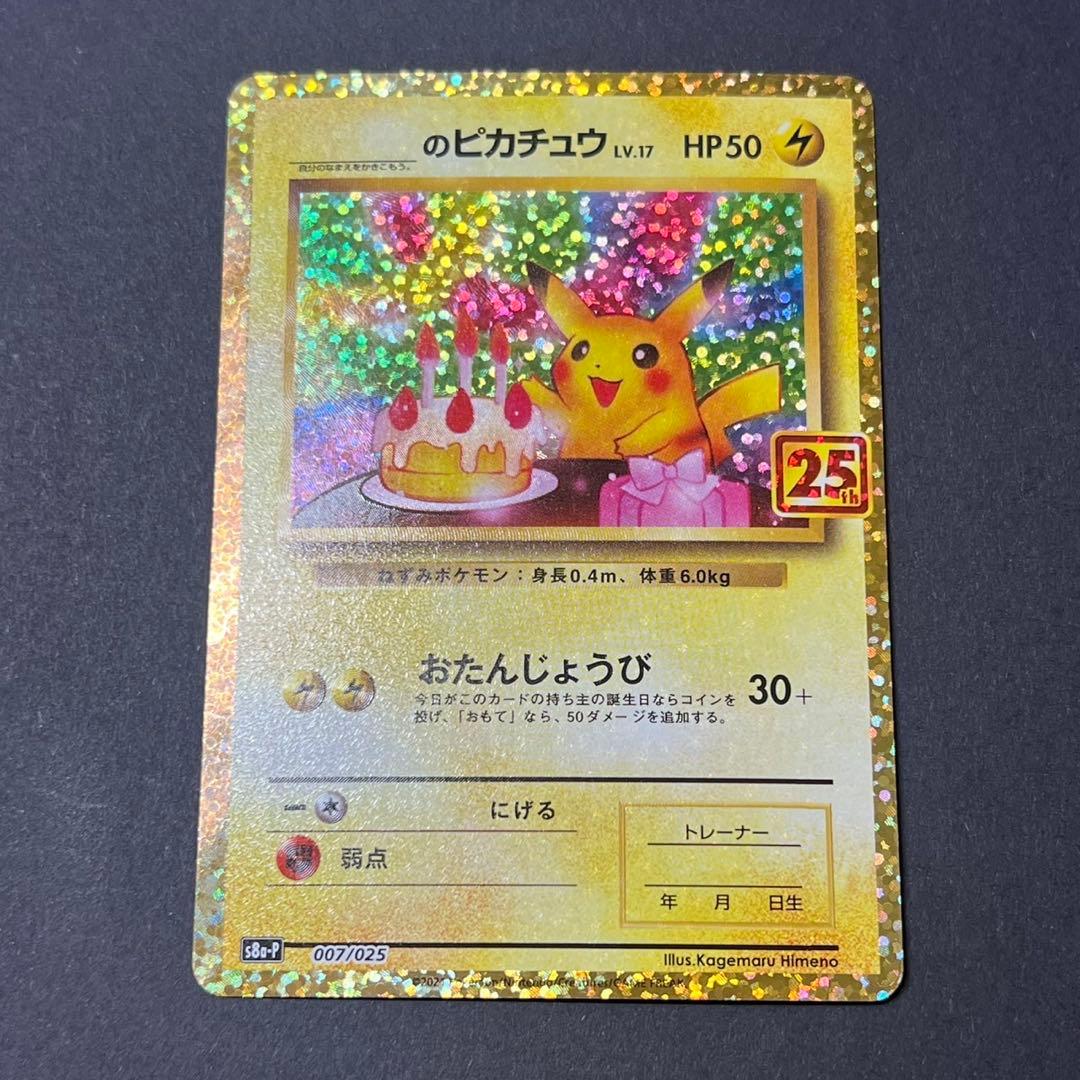 のピカチュウ LV.17 HP50
自分のなまえをかきこもう。
25th
ねずみポケモン：身長0.4m、体重6.0kg
おたんじょうび
今日がこのカードの持ち主の誕生日ならコインを
投げ、「おもて」なら、50ダメージを追加する。
30+
にげる
弱点
トレーナー
年 月 日生
s8a-P 007/025
Illus.Kagemaru Himeno
Nintendo/Creatures/GAME FREAK